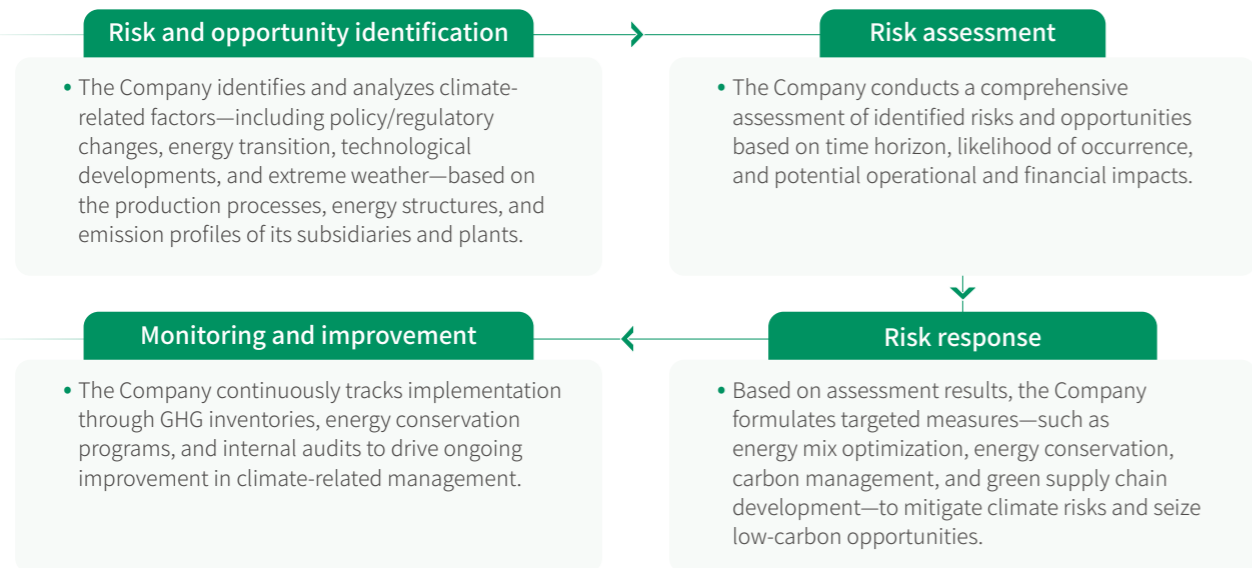 Risk and opportunity identification
• The Company identifies and analyzes climate-
related factors—including policy/regulatory
changes, energy transition, technological
developments, and extreme weather—based on
the production processes, energy structures, and
emission profiles of its subsidiaries and plants.
Risk assessment
• The Company conducts a comprehensive
assessment of identified risks and opportunities
based on time horizon, likelihood of occurrence,
and potential operational and financial impacts.
Risk response
• Based on assessment results, the Company
formulates targeted measures—such as
energy mix optimization, energy conservation,
carbon management, and green supply chain
development—to mitigate climate risks and seize
low-carbon opportunities.
Monitoring and improvement
• The Company continuously tracks implementation
through GHG inventories, energy conservation
programs, and internal audits to drive ongoing
improvement in climate-related management.